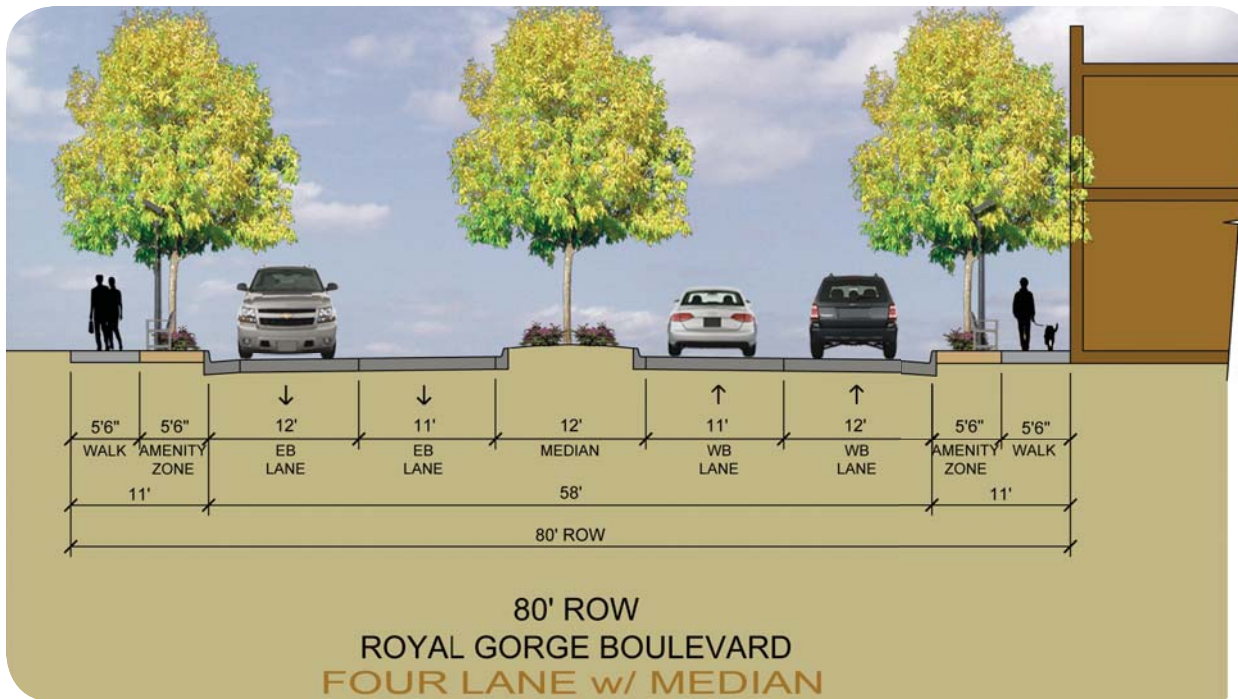 ↓ ↓ ↑ ↑
5'6" 5'6" 12' 11' 12' 11' 12' 5'6" 5'6"
WALK AMENITY ZONE EB LANE EB LANE MEDIAN WB LANE WB LANE AMENITY ZONE WALK
11' 58' 11'
80' ROW
80' ROW
ROYAL GORGE BOULEVARD
FOUR LANE w/ MEDIAN